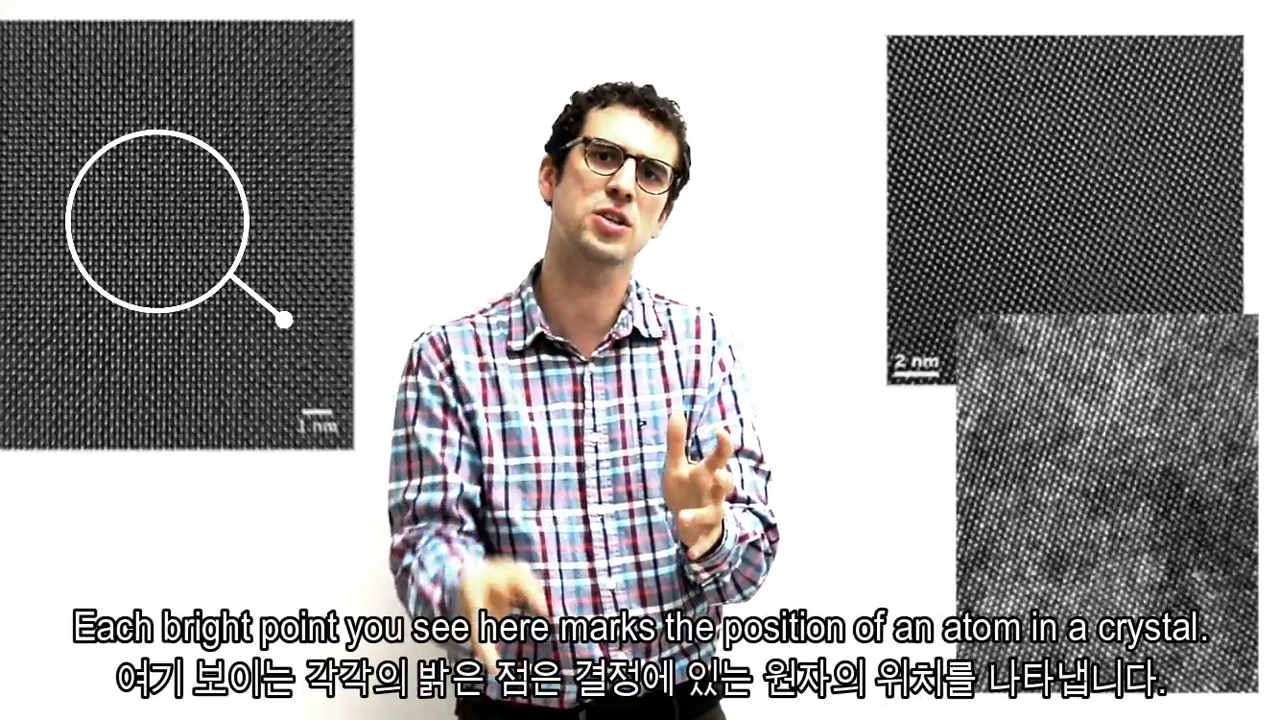 1 nm
2 nm
Each bright point you see here marks the position of an atom in a crystal.
여기 보이는 각각의 밝은 점은 결정에 있는 원자의 위치를 나타냅니다.